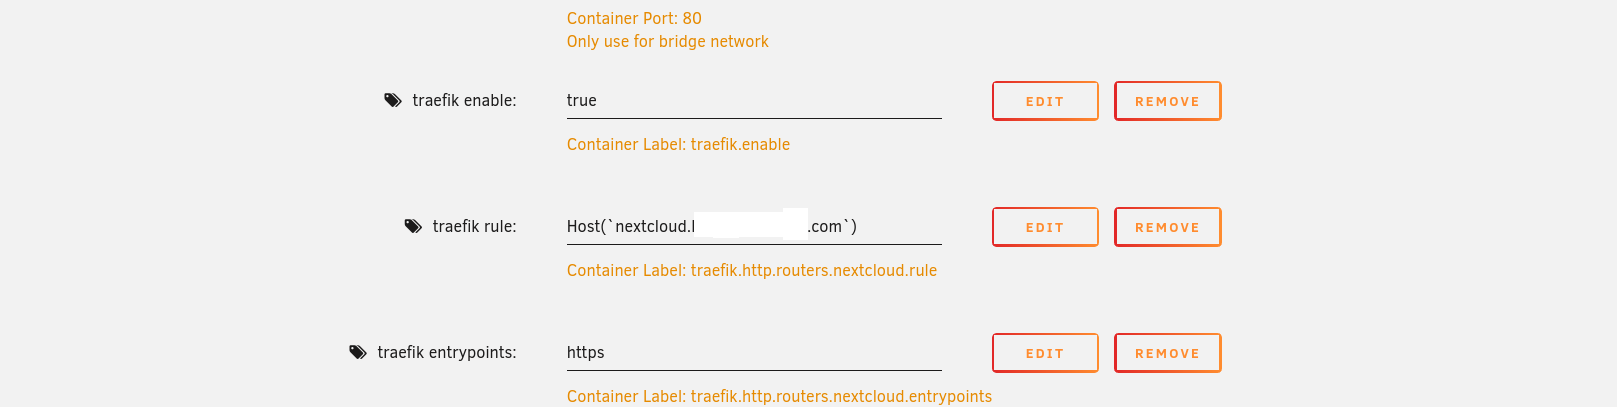 Container Port: 80
Only use for bridge network
traefik enable: true EDIT REMOVE
Container Label: traefik.enable
traefik rule: Host(`nextcloud. .com`) EDIT REMOVE
Container Label: traefik.http.routers.nextcloud.rule
traefik entrypoints: https EDIT REMOVE
Container Label: traefik.http.routers.nextcloud.entrypoints